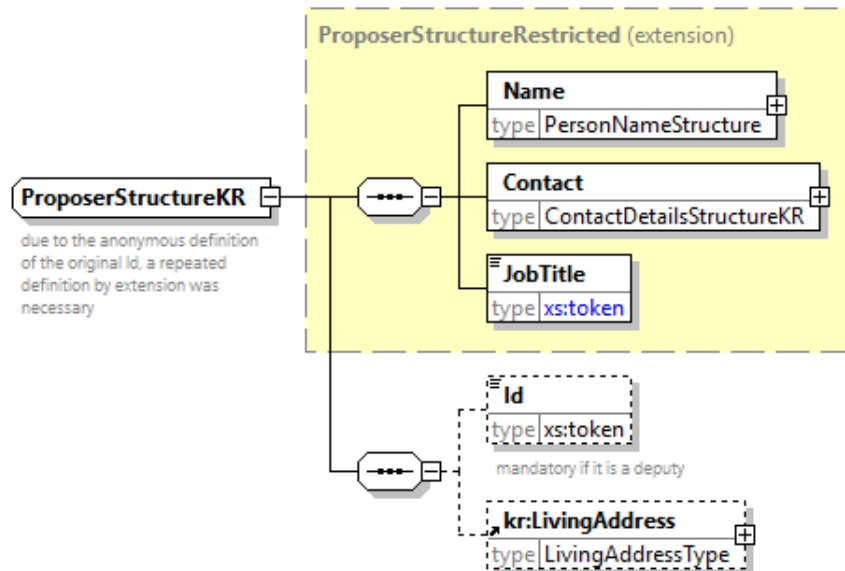 ProposerStructureRestricted (extension)
Name
type PersonNameStructure
Contact
type ContactDetailsStructureKR
ProposerStructureKR
due to the anonymous definition
of the original Id, a repeated
definition by extension was
necessary
JobTitle
type xs:token
Id
type xs:token
mandatory if it is a deputy
kr:LivingAddress
type LivingAddressType